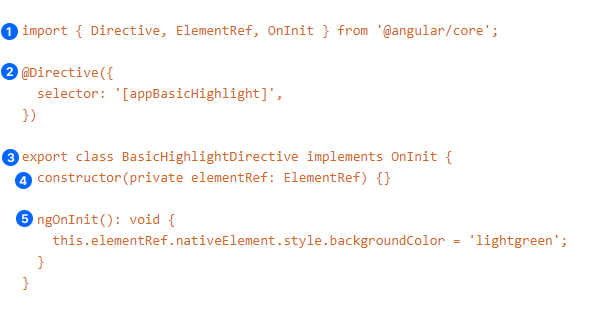 1 import { Directive, ElementRef, OnInit } from '@angular/core';
2 @Directive({
selector: '[appBasicHighlight]',
})
3 export class BasicHighlightDirective implements OnInit {
4 constructor(private elementRef: ElementRef) {}
5 ngOnInit(): void {
this.elementRef.nativeElement.style.backgroundColor = 'lightgreen';
}
}